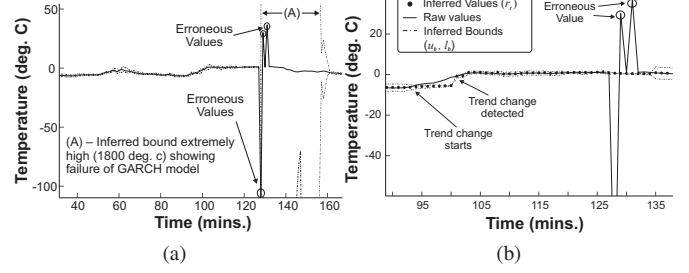 50
0
-50
-100
Temperature (deg. C)
Erroneous
Values
(A)
Erroneous
Values
(A) – Inferred bound extremely
high (1800 deg. c) showing
failure of GARCH model
40 60 80 100 120 140 160
Time (mins.)
(a)
20
0
-20
-40
Temperature (deg. C)
Inferred Values (r̂t)
Raw values
Inferred Bounds
(ub, lb)
Erroneous
Value
Trend change
detected
Trend change
starts
95 105 115 125 135
Time (mins.)
(b)